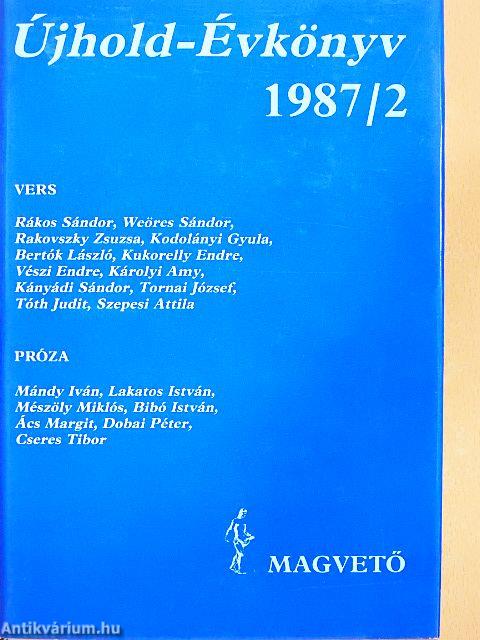 Újhold-Évkönyv
1987/2
VERS
Rákos Sándor, Weöres Sándor,
Rakovszky Zsuzsa, Kodolányi Gyula,
Bertók László, Kukorelly Endre,
Vészi Endre, Károlyi Amy,
Kányádi Sándor, Tornai József,
Tóth Judit, Szepesi Attila
PRÓZA
Mándy Iván, Lakatos István,
Mészöly Miklós, Bibó István,
Ács Margit, Dobai Péter,
Cseres Tibor
MAGVETŐ
Antikvárium.hu